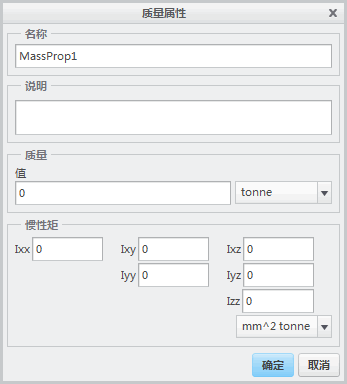 质量属性
名称
MassProp1
说明
质量
值
0 tonne
惯性矩
Ixx 0 Ixy 0 Ixz 0
Iyy 0 Iyz 0
Izz 0
mm^2 tonne
确定 取消